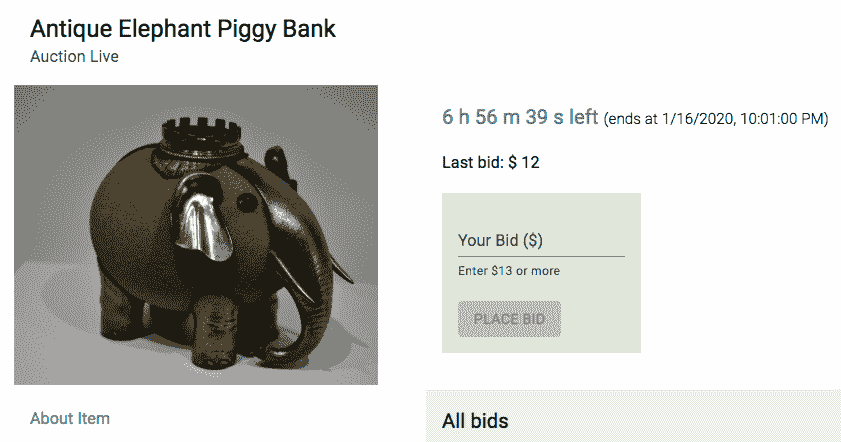 Antique Elephant Piggy Bank
Auction Live
6 h 56 m 39 s left (ends at 1/16/2020, 10:01:00 PM)
Last bid: $ 12
Your Bid ($)
Enter $13 or more
PLACE BID
About Item
All bids